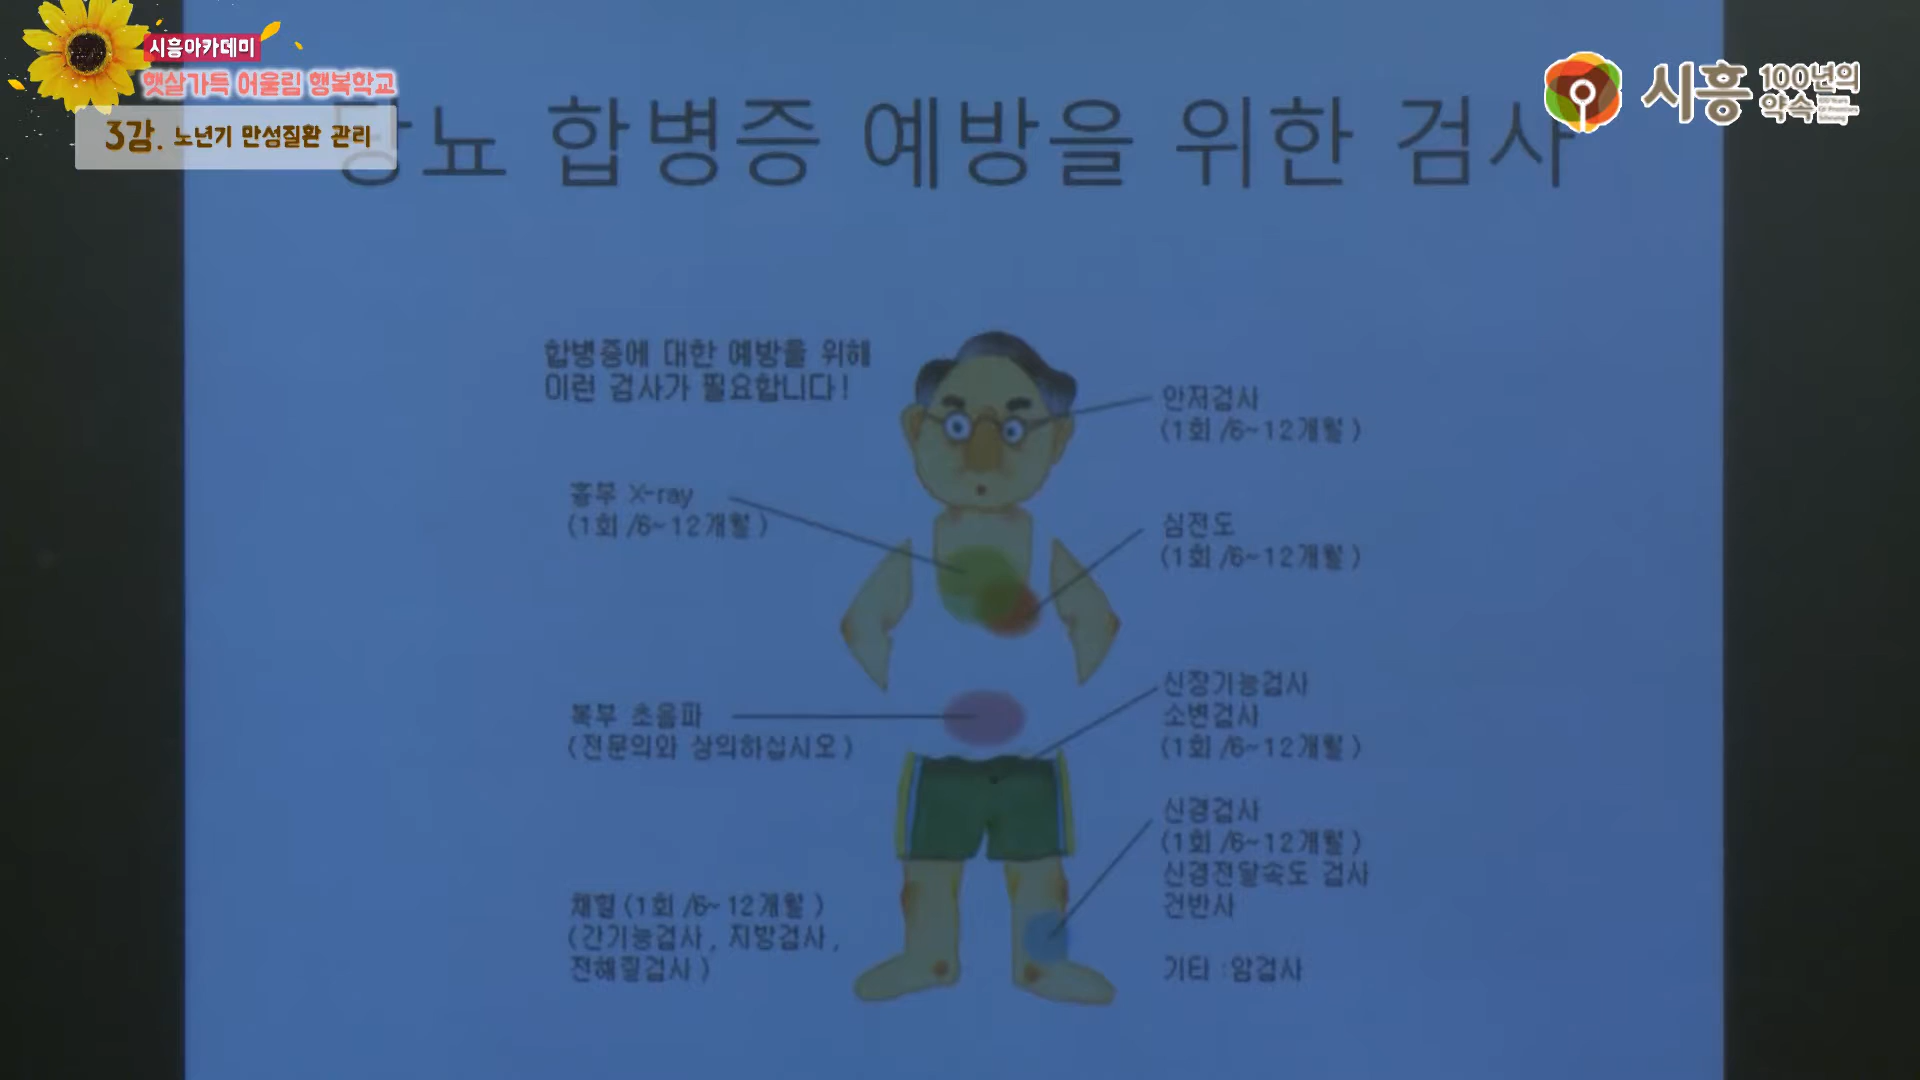 시흥아카데미
햇살가득 어울림 행복학교
3강. 노년기 만성질환 관리
시흥 100년의 약속
당뇨 합병증 예방을 위한 검사
합병증에 대한 예방을 위해
이런 검사가 필요합니다!
안저검사
(1회/6~12개월)
흉부 X-ray
(1회/6~12개월)
심전도
(1회/6~12개월)
신장기능검사
소변검사
(1회/6~12개월)
복부 초음파
(전문의와 상의하십시오)
신경검사
(1회/6~12개월)
신경전달속도 검사
건반사
채혈(1회/6~12개월)
(간기능검사, 지방검사,
전해질검사)
기타:암검사